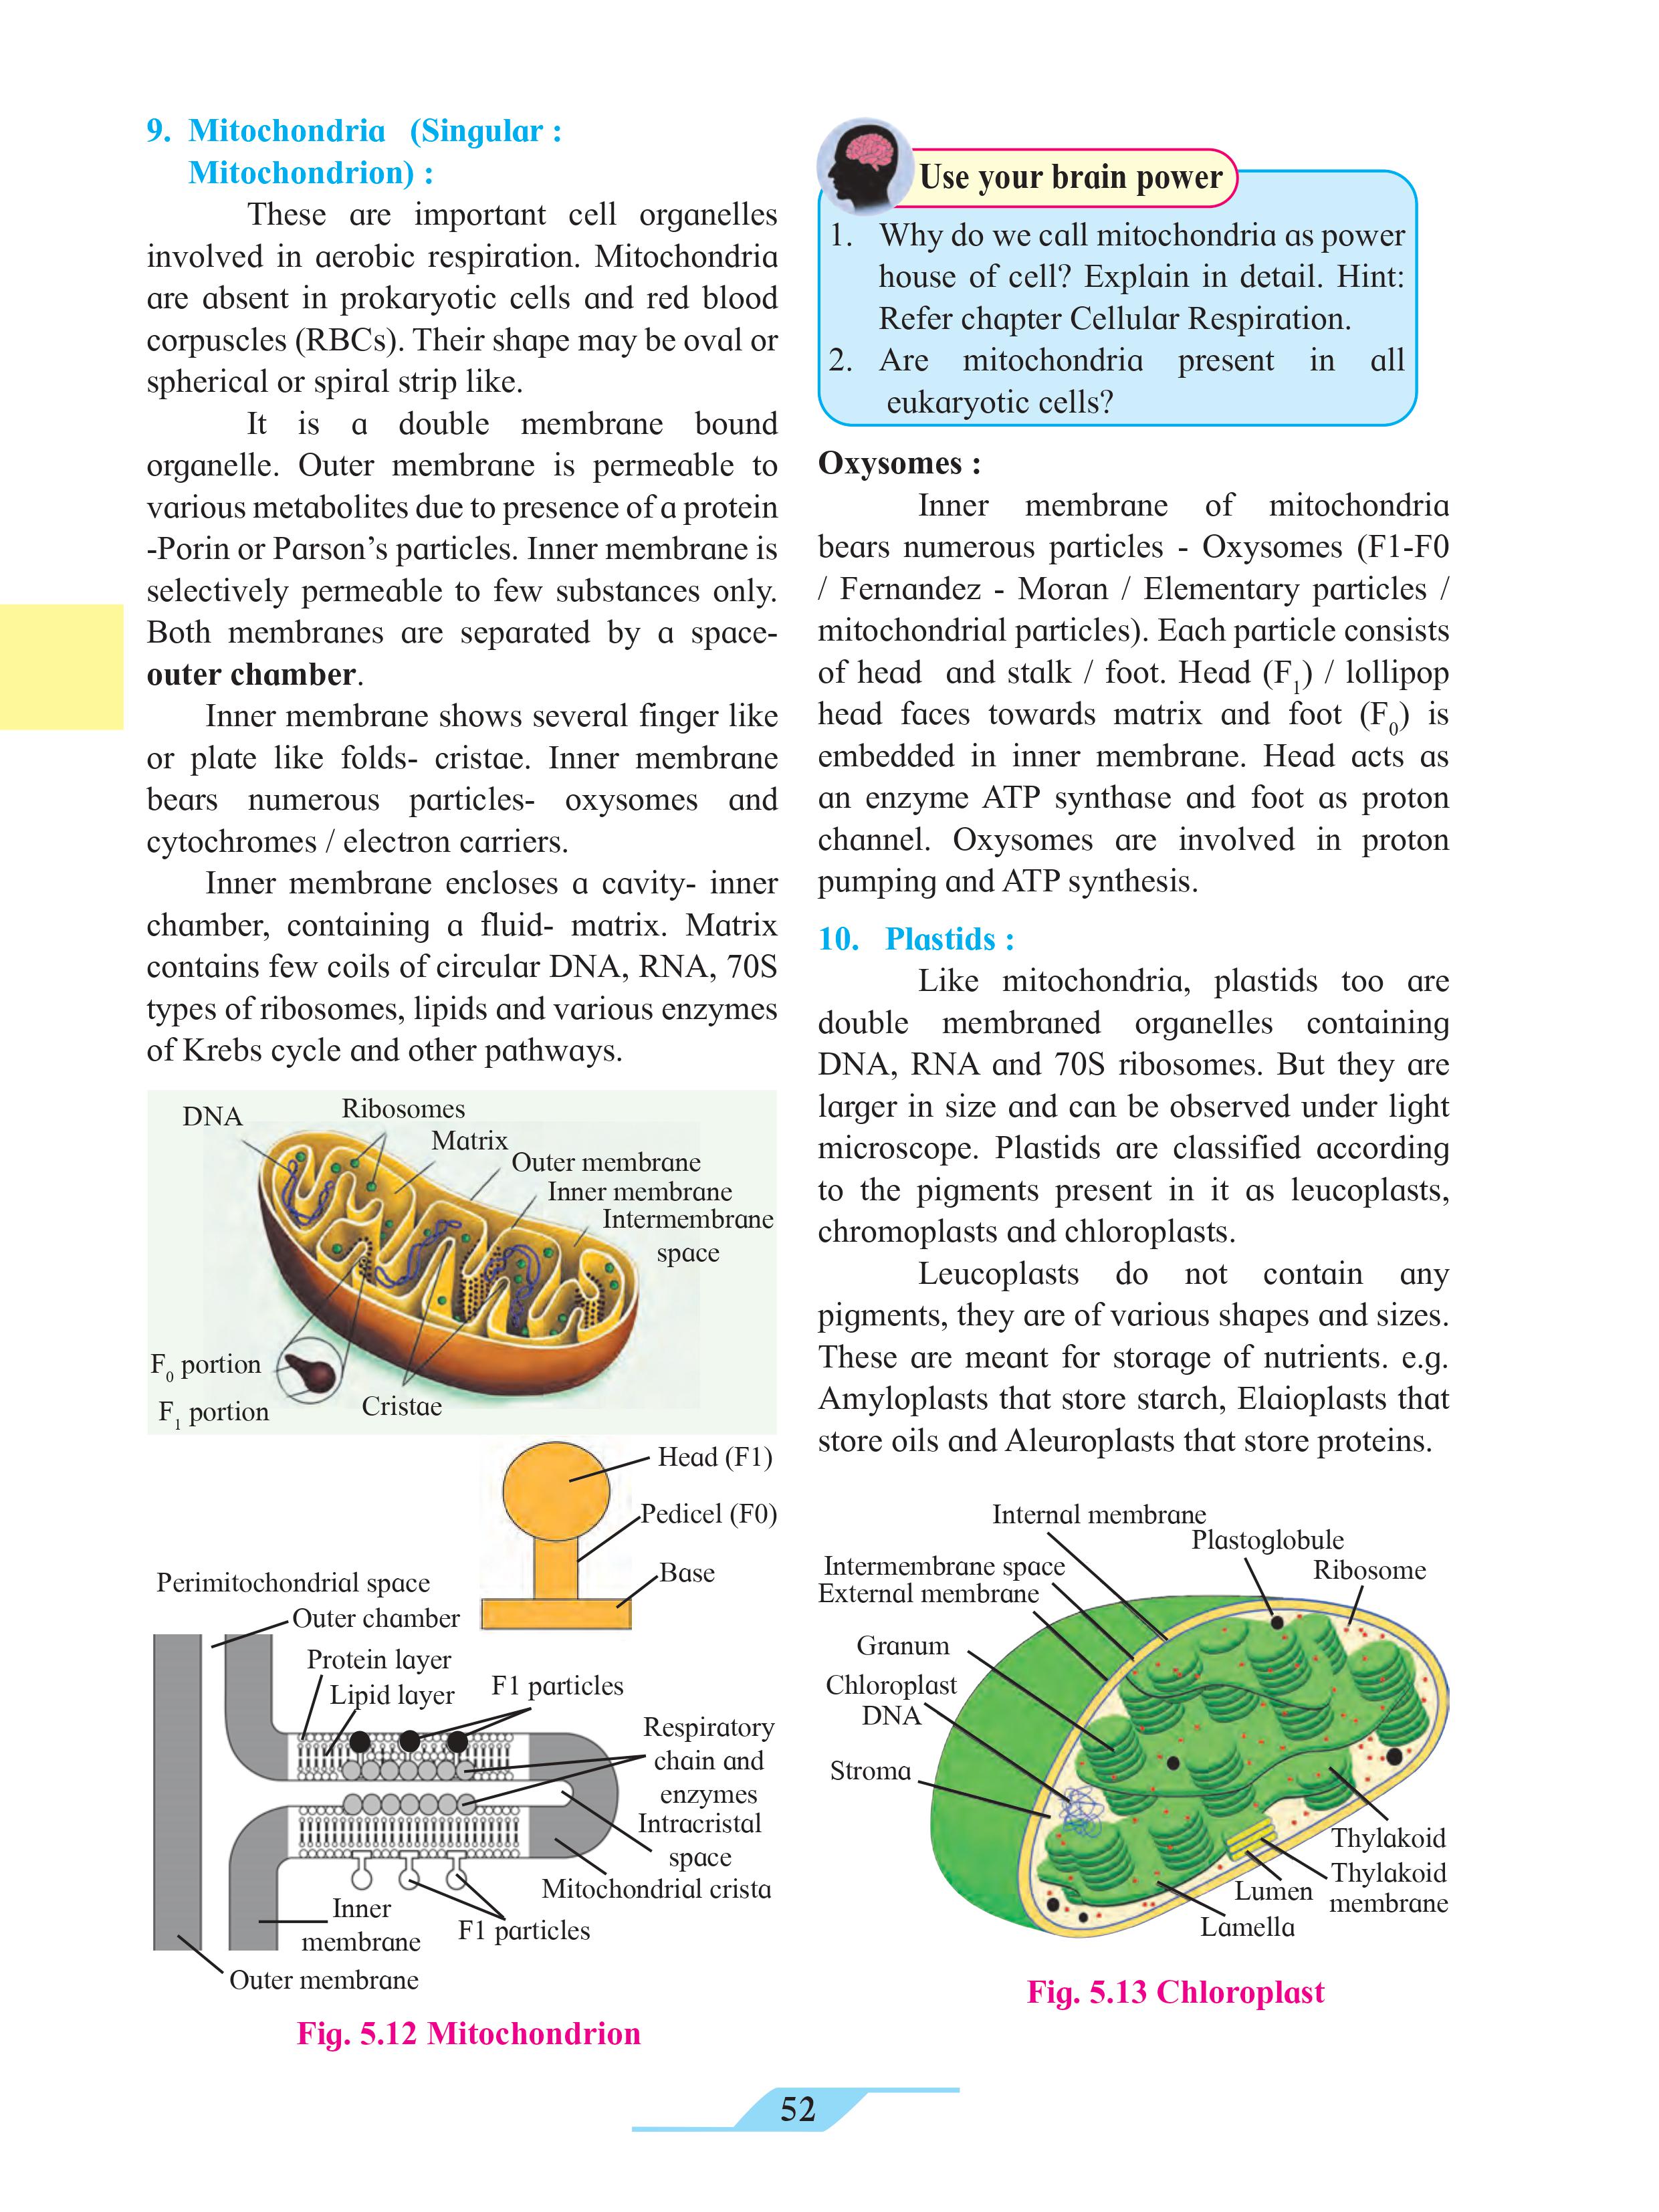 9. Mitochondria (Singular :
Mitochondrion) :
These are important cell organelles
involved in aerobic respiration. Mitochondria
are absent in prokaryotic cells and red blood
corpuscles (RBCs). Their shape may be oval or
spherical or spiral strip like.
It is a double membrane bound
organelle. Outer membrane is permeable to
various metabolites due to presence of a protein
-Porin or Parson’s particles. Inner membrane is
selectively permeable to few substances only.
Both membranes are separated by a space-
outer chamber.
Inner membrane shows several finger like
or plate like folds- cristae. Inner membrane
bears numerous particles- oxysomes and
cytochromes / electron carriers.
Inner membrane encloses a cavity- inner
chamber, containing a fluid- matrix. Matrix
contains few coils of circular DNA, RNA, 70S
types of ribosomes, lipids and various enzymes
of Krebs cycle and other pathways.
DNA
Ribosomes
Matrix
Outer membrane
Inner membrane
Intermembrane
space
F₀ portion
F₁ portion
Cristae
Head (F1)
Pedicel (F0)
Base
Perimitochondrial space
Outer chamber
Protein layer
Lipid layer
F1 particles
Respiratory
chain and
enzymes
Intracristal
space
Mitochondrial crista
Inner
membrane
F1 particles
Outer membrane
Fig. 5.12 Mitochondrion
Use your brain power
1. Why do we call mitochondria as power
house of cell? Explain in detail. Hint:
Refer chapter Cellular Respiration.
2. Are mitochondria present in all
eukaryotic cells?
Oxysomes :
Inner membrane of mitochondria
bears numerous particles - Oxysomes (F1-F0
/ Fernandez - Moran / Elementary particles /
mitochondrial particles). Each particle consists
of head and stalk / foot. Head (F₁) / lollipop
head faces towards matrix and foot (F₀) is
embedded in inner membrane. Head acts as
an enzyme ATP synthase and foot as proton
channel. Oxysomes are involved in proton
pumping and ATP synthesis.
10. Plastids :
Like mitochondria, plastids too are
double membraned organelles containing
DNA, RNA and 70S ribosomes. But they are
larger in size and can be observed under light
microscope. Plastids are classified according
to the pigments present in it as leucoplasts,
chromoplasts and chloroplasts.
Leucoplasts do not contain any
pigments, they are of various shapes and sizes.
These are meant for storage of nutrients. e.g.
Amyloplasts that store starch, Elaioplasts that
store oils and Aleuroplasts that store proteins.
Internal membrane
Plastoglobule
Intermembrane space
Ribosome
External membrane
Granum
Chloroplast
DNA
Stroma
Thylakoid
Thylakoid
membrane
Lumen
Lamella
Fig. 5.13 Chloroplast
52